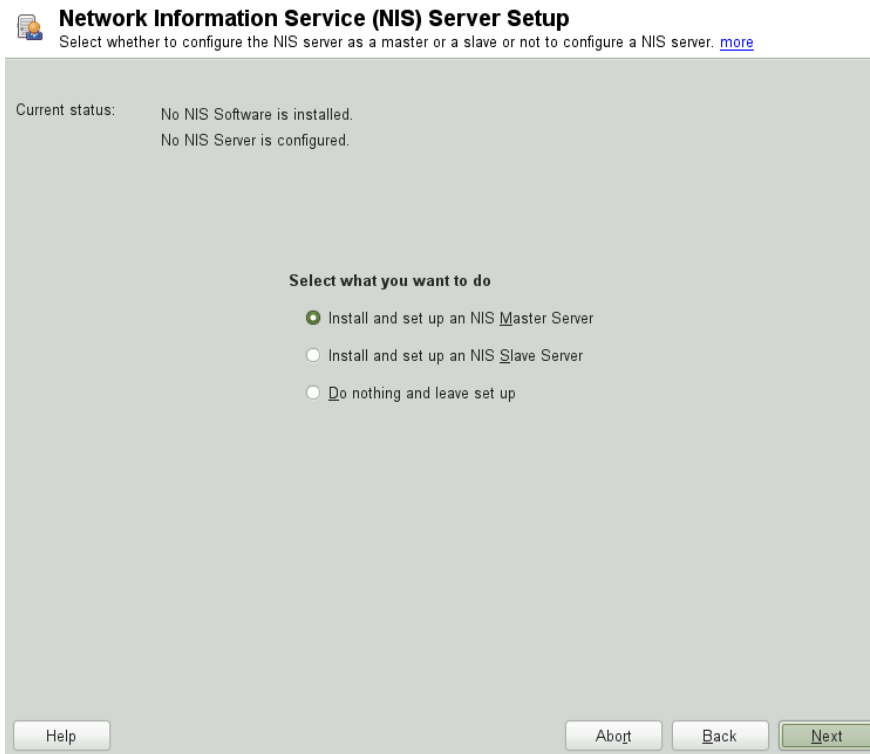 Network Information Service (NIS) Server Setup
Select whether to configure the NIS server as a master or a slave or not to configure a NIS server. more
Current status:
No NIS Software is installed.
No NIS Server is configured.
Select what you want to do
Install and set up an NIS Master Server
Install and set up an NIS Slave Server
Do nothing and leave set up
Help
Abort
Back
Next